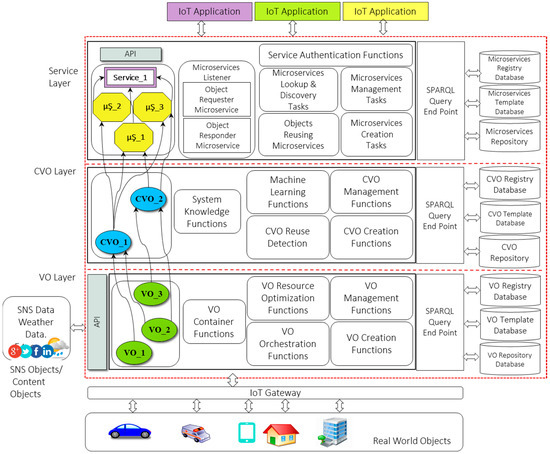 IoT Application
IoT Application
IoT Application
Service
Layer
API
Service_1
μŞ_2
μŞ_3
μŞ_1
Microservices
Listener
Object
Requester
Microservice
Object
Responder
Microservice
Service Authentication Functions
Microservices
Lookup &
Discovery
Tasks
Microservices
Management
Tasks
Objects
Reusing
Microservices
Microservices
Creation
Tasks
SPARQL
Query
End Point
Microservices
Registry
Database
Microservices
Template
Database
Microservices
Repository
CVO Layer
CVO_2
CVO_1
System
Knowledge
Functions
Machine
Learning
Functions
CVO
Management
Functions
CVO Reuse
Detection
CVO Creation
Functions
SPARQL
Query
End Point
CVO Registry
Database
CVO Template
Database
CVO
Repository
VO Layer
API
VO_3
VO_2
VO_1
VO
Container
Functions
VO Resource
Optimization
Functions
VO
Management
Functions
VO
Orchestration
Functions
VO Creation
Functions
SPARQL
Query
End Point
VO Registry
Database
VO Template
Database
VO Repository
Database
SNS Data
Weather
Data.
SNS Objects/
Content
Objects
IoT Gateway
Real World Objects